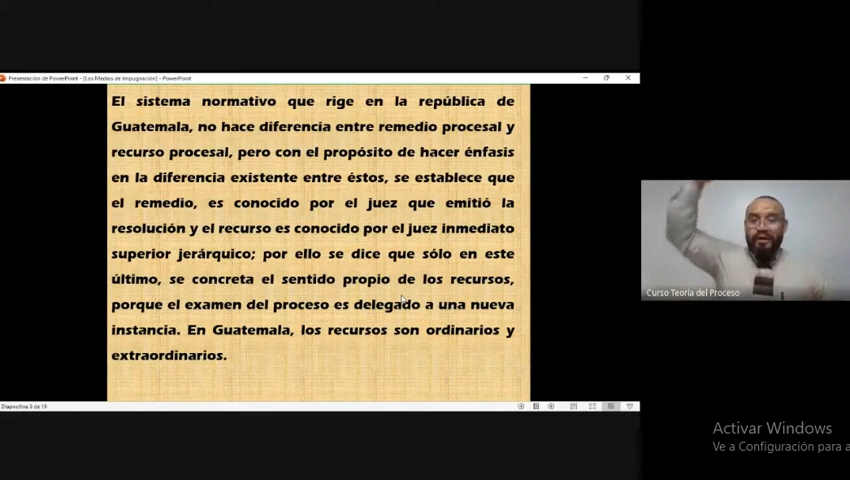 Presentación de PowerPoint - [Los Medios de Impugnación] - PowerPoint
El sistema normativo que rige en la república de
Guatemala, no hace diferencia entre remedio procesal y
recurso procesal, pero con el propósito de hacer énfasis
en la diferencia existente entre éstos, se establece que
el remedio, es conocido por el juez que emitió la
resolución y el recurso es conocido por el juez inmediato
superior jerárquico; por ello se dice que sólo en este
último, se concreta el sentido propio de los recursos,
porque el examen del proceso es delegado a una nueva
instancia. En Guatemala, los recursos son ordinarios y
extraordinarios.
Curso Teoría del Proceso
Diapositiva 9 de 19
Activar Windows
Ve a Configuración para a